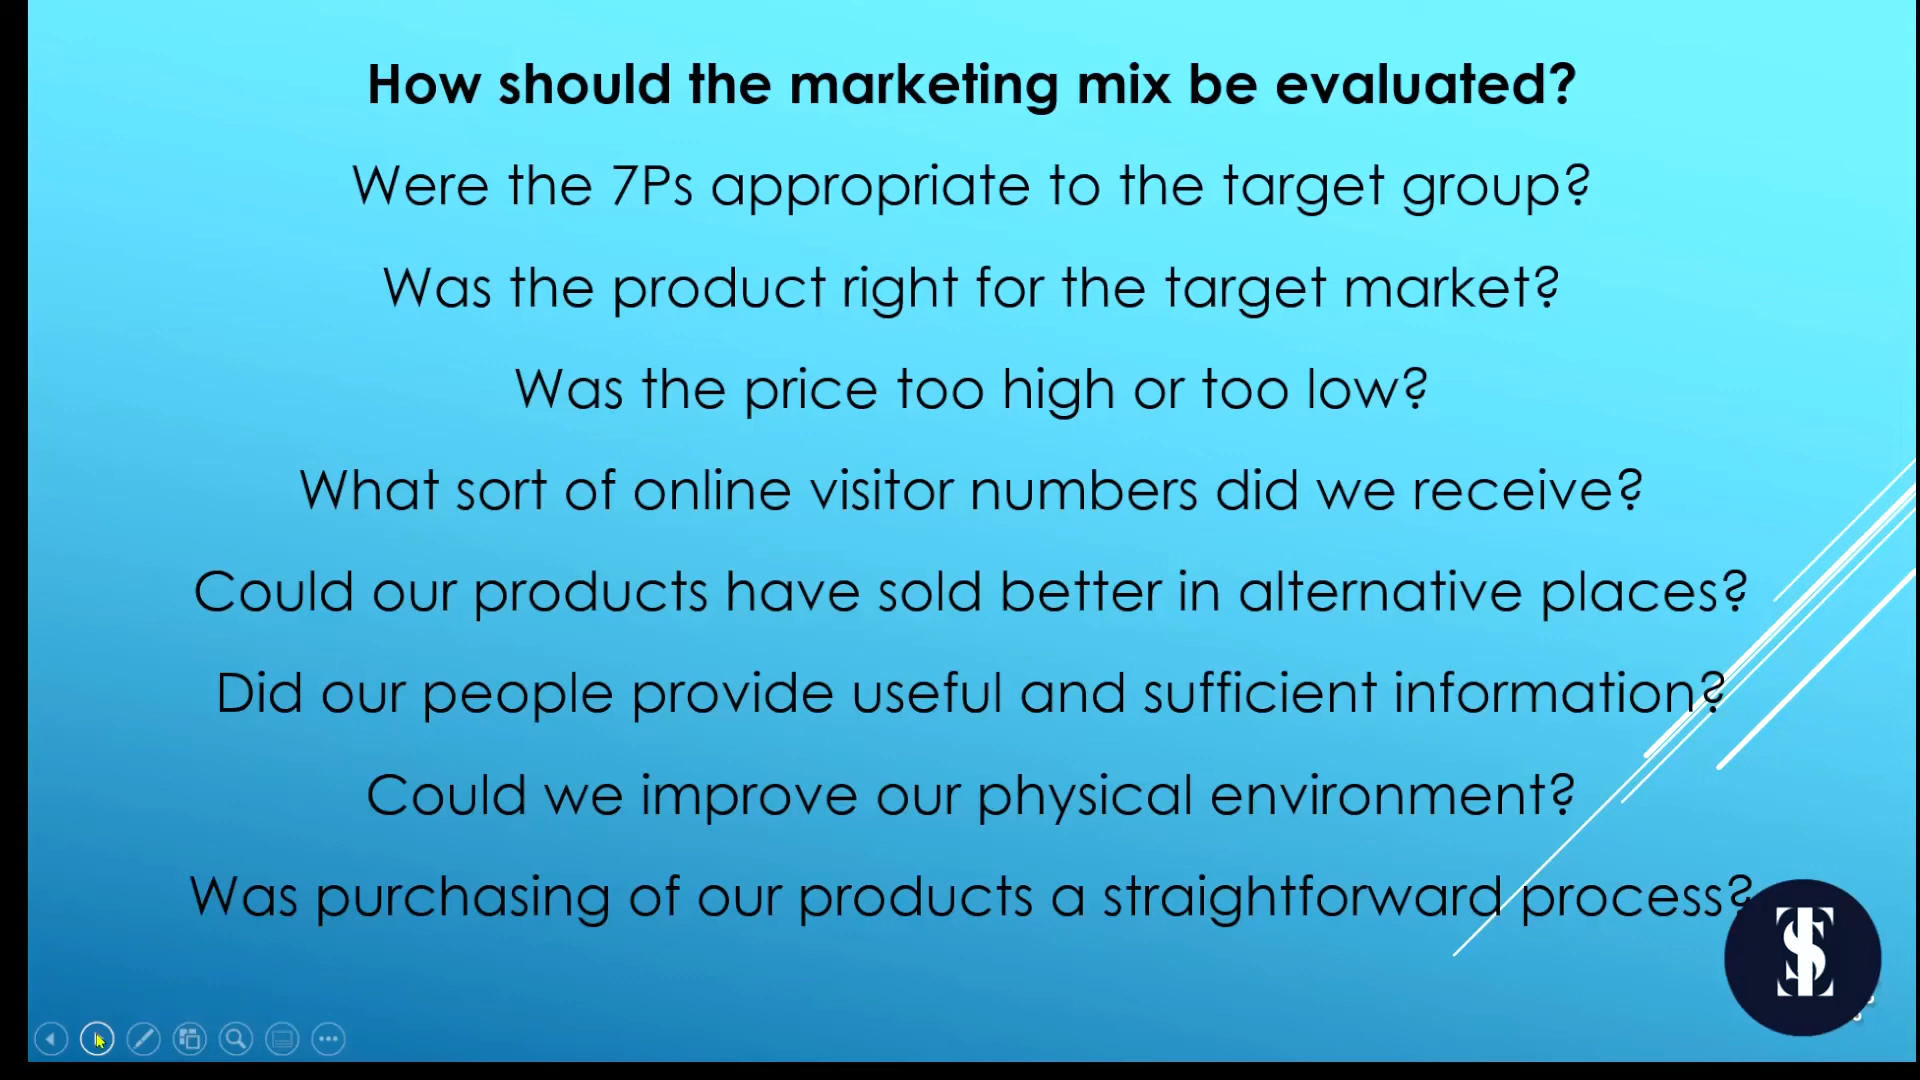 How should the marketing mix be evaluated?
Were the 7Ps appropriate to the target group?
Was the product right for the target market?
Was the price too high or too low?
What sort of online visitor numbers did we receive?
Could our products have sold better in alternative places?
Did our people provide useful and sufficient information?
Could we improve our physical environment?
Was purchasing of our products a straightforward process?